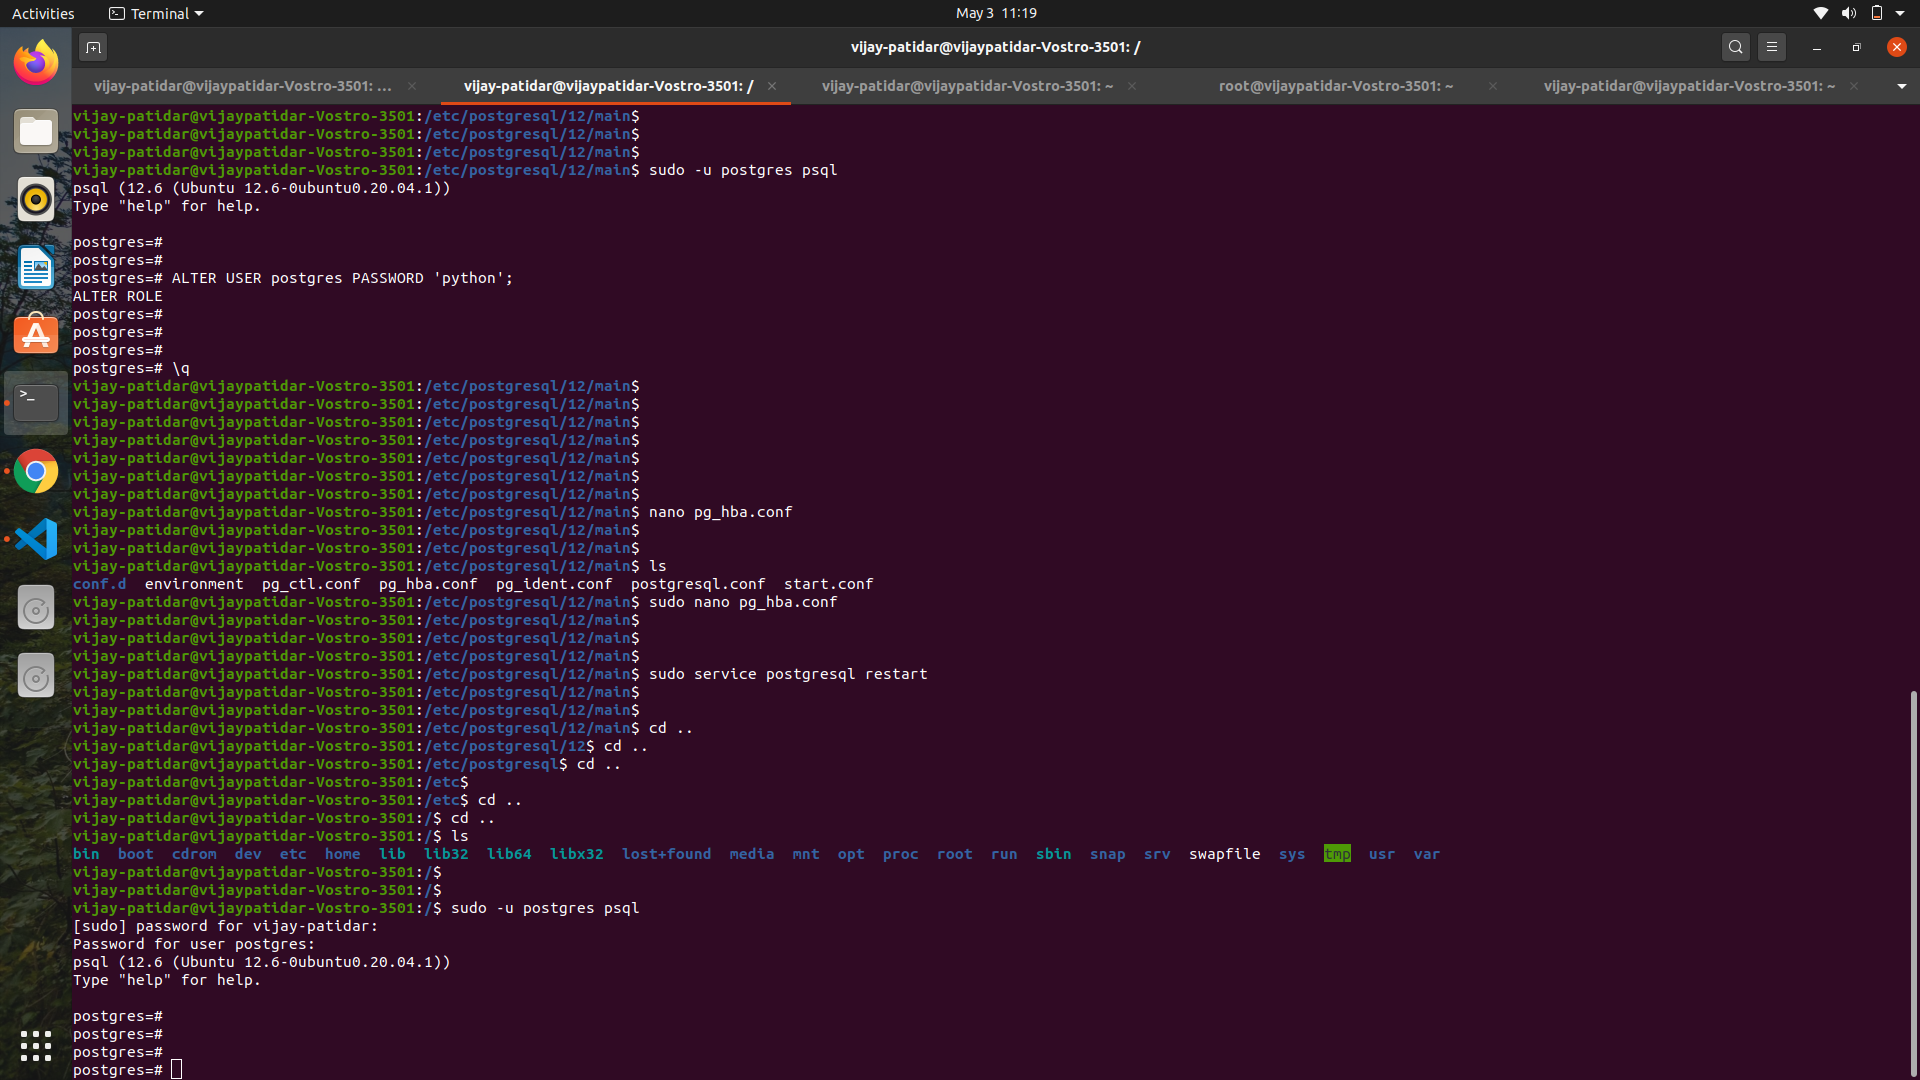 Activities
Terminal
May 3 11:19
vijay-patidar@vijaypatidar-Vostro-3501: /
vijay-patidar@vijaypatidar-Vostro-3501: ...
vijay-patidar@vijaypatidar-Vostro-3501: /
vijay-patidar@vijaypatidar-Vostro-3501: ~
root@vijaypatidar-Vostro-3501: ~
vijay-patidar@vijaypatidar-Vostro-3501: ~
vijay-patidar@vijaypatidar-Vostro-3501:/etc/postgresql/12/main$
vijay-patidar@vijaypatidar-Vostro-3501:/etc/postgresql/12/main$
vijay-patidar@vijaypatidar-Vostro-3501:/etc/postgresql/12/main$
vijay-patidar@vijaypatidar-Vostro-3501:/etc/postgresql/12/main$ sudo -u postgres psql
psql (12.6 (Ubuntu 12.6-0ubuntu0.20.04.1))
Type "help" for help.
postgres=#
postgres=#
postgres=# ALTER USER postgres PASSWORD 'python';
ALTER ROLE
postgres=#
postgres=#
postgres=#
postgres=# \q
vijay-patidar@vijaypatidar-Vostro-3501:/etc/postgresql/12/main$
vijay-patidar@vijaypatidar-Vostro-3501:/etc/postgresql/12/main$
vijay-patidar@vijaypatidar-Vostro-3501:/etc/postgresql/12/main$
vijay-patidar@vijaypatidar-Vostro-3501:/etc/postgresql/12/main$
vijay-patidar@vijaypatidar-Vostro-3501:/etc/postgresql/12/main$
vijay-patidar@vijaypatidar-Vostro-3501:/etc/postgresql/12/main$
vijay-patidar@vijaypatidar-Vostro-3501:/etc/postgresql/12/main$
vijay-patidar@vijaypatidar-Vostro-3501:/etc/postgresql/12/main$ nano pg_hba.conf
vijay-patidar@vijaypatidar-Vostro-3501:/etc/postgresql/12/main$
vijay-patidar@vijaypatidar-Vostro-3501:/etc/postgresql/12/main$
vijay-patidar@vijaypatidar-Vostro-3501:/etc/postgresql/12/main$ ls
conf.d  environment  pg_ctl.conf  pg_hba.conf  pg_ident.conf  postgresql.conf  start.conf
vijay-patidar@vijaypatidar-Vostro-3501:/etc/postgresql/12/main$ sudo nano pg_hba.conf
vijay-patidar@vijaypatidar-Vostro-3501:/etc/postgresql/12/main$
vijay-patidar@vijaypatidar-Vostro-3501:/etc/postgresql/12/main$
vijay-patidar@vijaypatidar-Vostro-3501:/etc/postgresql/12/main$
vijay-patidar@vijaypatidar-Vostro-3501:/etc/postgresql/12/main$ sudo service postgresql restart
vijay-patidar@vijaypatidar-Vostro-3501:/etc/postgresql/12/main$
vijay-patidar@vijaypatidar-Vostro-3501:/etc/postgresql/12/main$
vijay-patidar@vijaypatidar-Vostro-3501:/etc/postgresql/12/main$ cd ..
vijay-patidar@vijaypatidar-Vostro-3501:/etc/postgresql/12$ cd ..
vijay-patidar@vijaypatidar-Vostro-3501:/etc/postgresql$ cd ..
vijay-patidar@vijaypatidar-Vostro-3501:/etc$
vijay-patidar@vijaypatidar-Vostro-3501:/etc$ cd ..
vijay-patidar@vijaypatidar-Vostro-3501:/$ cd ..
vijay-patidar@vijaypatidar-Vostro-3501:/$ ls
bin  boot  cdrom  dev  etc  home  lib  lib32  lib64  libx32  lost+found  media  mnt  opt  proc  root  run  sbin  snap  srv  swapfile  sys  tmp  usr  var
vijay-patidar@vijaypatidar-Vostro-3501:/$
vijay-patidar@vijaypatidar-Vostro-3501:/$
vijay-patidar@vijaypatidar-Vostro-3501:/$ sudo -u postgres psql
[sudo] password for vijay-patidar:
Password for user postgres:
psql (12.6 (Ubuntu 12.6-0ubuntu0.20.04.1))
Type "help" for help.
postgres=#
postgres=#
postgres=#
postgres=#